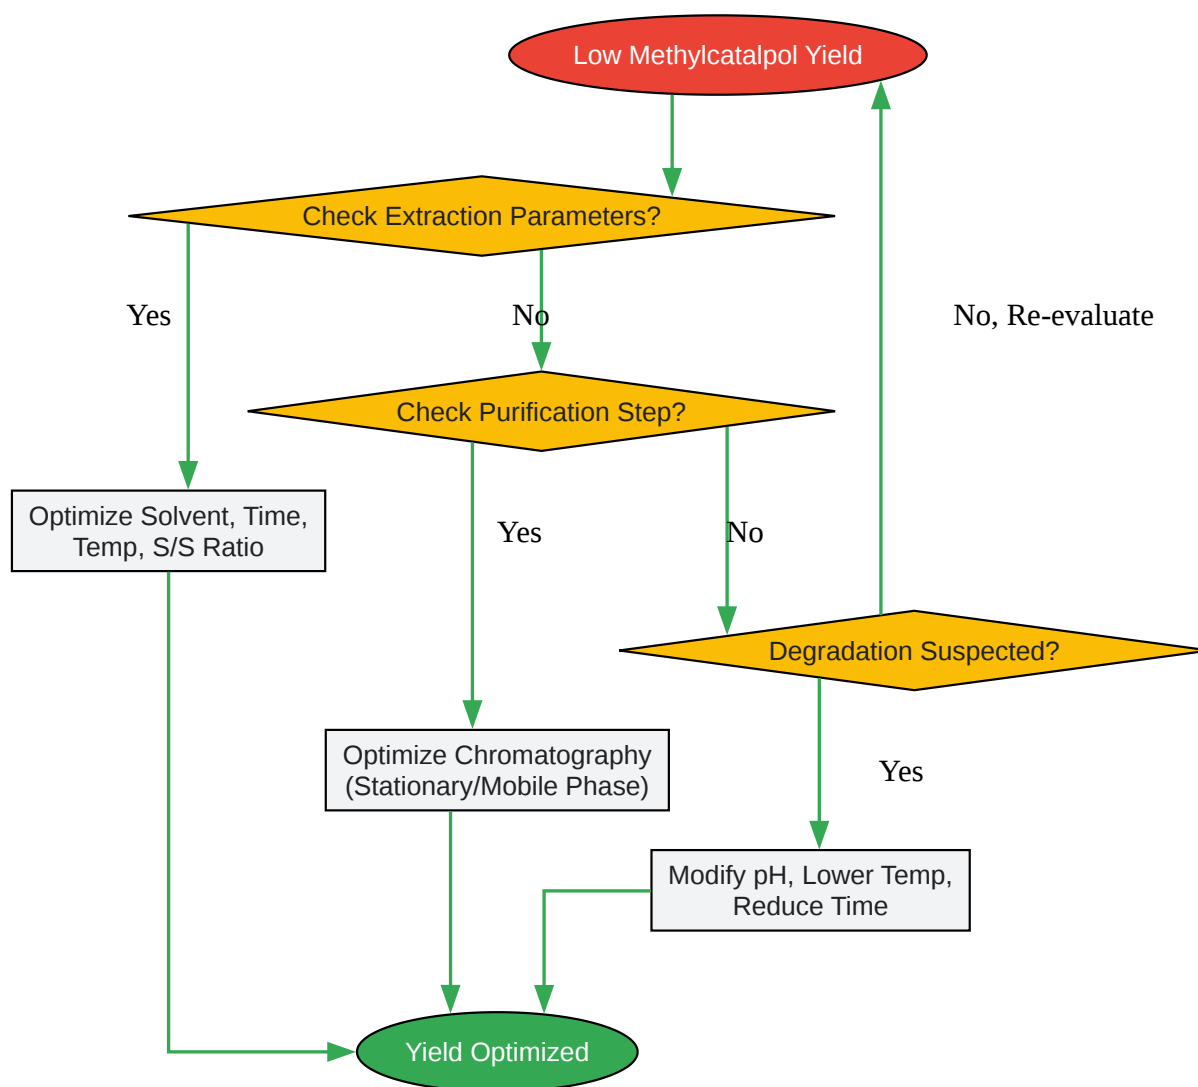 Low Methylcatalpol Yield
Check Extraction Parameters?
Yes
No
No, Re-evaluate
Check Purification Step?
Optimize Solvent, Time,
Temp, S/S Ratio
Yes
No
Degradation Suspected?
Optimize Chromatography
(Stationary/Mobile Phase)
Yes
Modify pH, Lower Temp,
Reduce Time
Yield Optimized